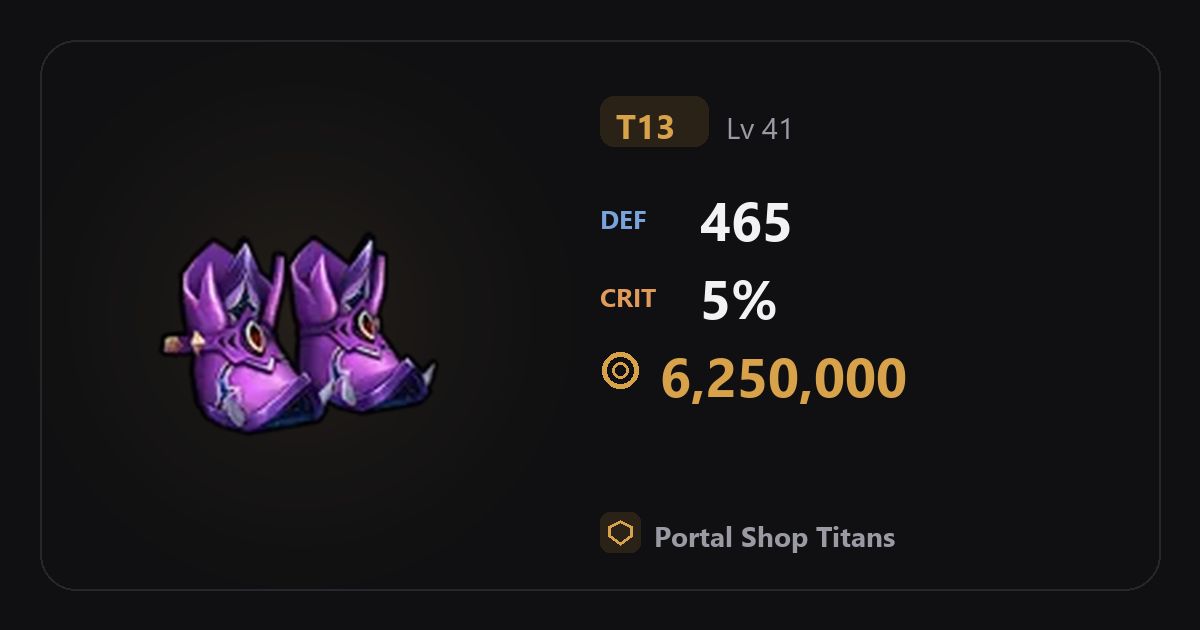 T13 Lv 41
DEF 465
CRIT 5%
6,250,000
Portal Shop Titans